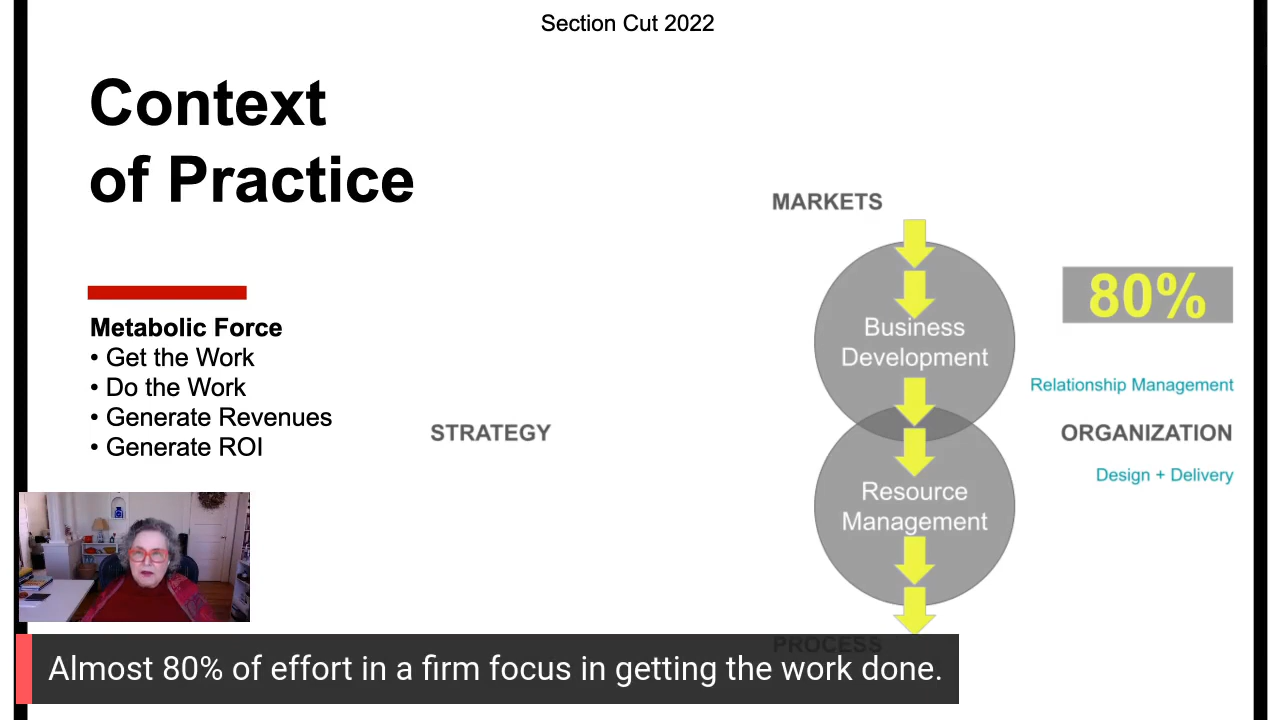 Section Cut 2022
Context
of Practice
Metabolic Force
• Get the Work
• Do the Work
• Generate Revenues
• Generate ROI
STRATEGY
MARKETS
Business
Development
Resource
Management
PROCESS
80%
Relationship Management
ORGANIZATION
Design + Delivery
Almost 80% of effort in a firm focus in getting the work done.